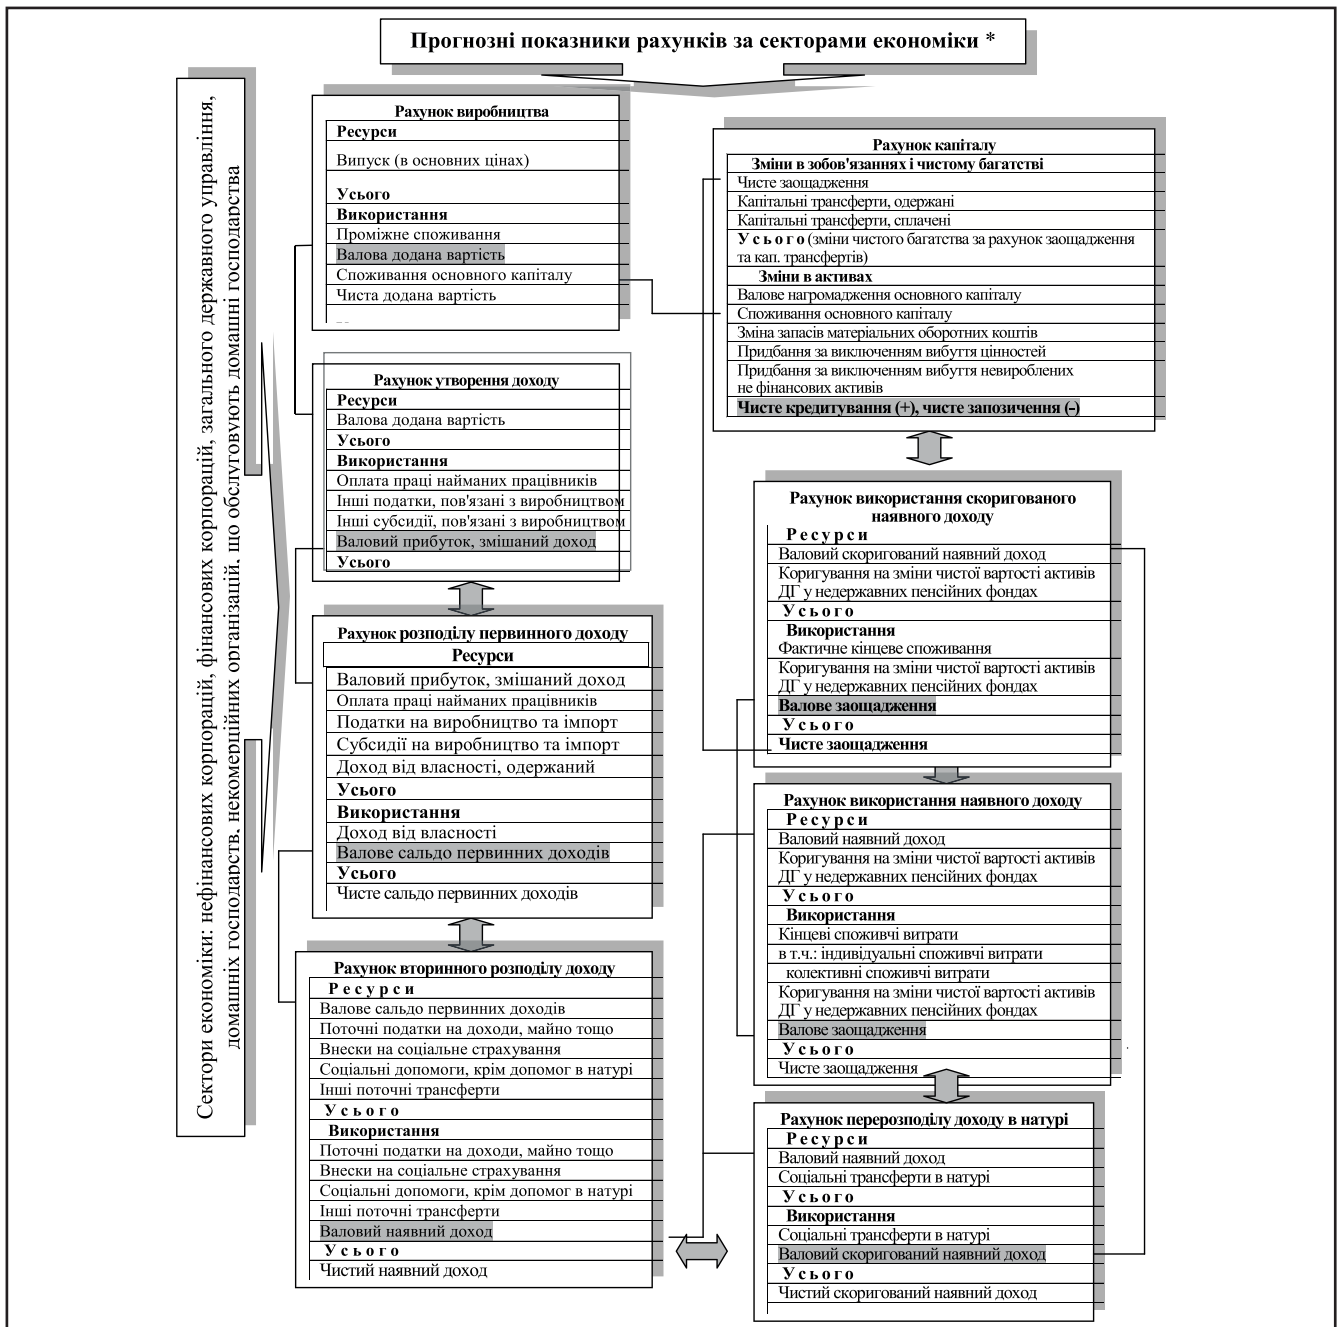 Прогнозні показники рахунків за секторами економіки *
Сектори економіки: нефінансових корпорацій, фінансових корпорацій, загального державного управління,
домашніх господарств, некомерційних організацій, що обслуговують домашні господарства
Рахунок виробництва
Ресурси
Випуск (в основних цінах)
Усього
Використання
Проміжне споживання
Валова додана вартість
Споживання основного капіталу
Чиста додана вартість
Рахунок утворення доходу
Ресурси
Валова додана вартість
Усього
Використання
Оплата праці найманих працівників
Інші податки, пов'язані з виробництвом
Інші субсидії, пов'язані з виробництвом
Валовий прибуток, змішаний доход
Усього
Рахунок розподілу первинного доходу
Ресурси
Валовий прибуток, змішаний доход
Оплата праці найманих працівників
Податки на виробництво та імпорт
Субсидії на виробництво та імпорт
Доход від власності, одержаний
Усього
Використання
Доход від власності
Валове сальдо первинних доходів
Усього
Чисте сальдо первинних доходів
Рахунок вторинного розподілу доходу
Ресурси
Валове сальдо первинних доходів
Поточні податки на доходи, майно тощо
Внески на соціальне страхування
Соціальні допомоги, крім допомог в натурі
Інші поточні трансферти
Усього
Використання
Поточні податки на доходи, майно тощо
Внески на соціальне страхування
Соціальні допомоги, крім допомог в натурі
Інші поточні трансферти
Валовий наявний доход
Усього
Чистий наявний доход
Рахунок капіталу
Зміни в зобов'язаннях і чистому багатстві
Чисте заощадження
Капітальні трансферти, одержані
Капітальні трансферти, сплачені
Усього (зміни чистого багатства за рахунок заощадження
та кап. трансфертів)
Зміни в активах
Валове нагромадження основного капіталу
Споживання основного капіталу
Зміна запасів матеріальних оборотних коштів
Придбання за виключенням вибуття цінностей
Придбання за виключенням вибуття невироблених
не фінансових активів
Чисте кредитування (+), чисте запозичення (-)
Рахунок використання скоригованого
наявного доходу
Ресурси
Валовий скоригований наявний доход
Коригування на зміни чистої вартості активів
ДГ у недержавних пенсійних фондах
Усього
Використання
Фактичне кінцеве споживання
Коригування на зміни чистої вартості активів
ДГ у недержавних пенсійних фондах
Валове заощадження
Усього
Чисте заощадження
Рахунок використання наявного доходу
Ресурси
Валовий наявний доход
Коригування на зміни чистої вартості активів
ДГ у недержавних пенсійних фондах
Усього
Використання
Кінцеві споживчі витрати
в т.ч.: індивідуальні споживчі витрати
колективні споживчі витрати
Коригування на зміни чистої вартості активів
ДГ у недержавних пенсійних фондах
Валове заощадження
Усього
Чисте заощадження
Рахунок перерозподілу доходу в натурі
Ресурси
Валовий наявний доход
Соціальні трансферти в натурі
Усього
Використання
Соціальні трансферти в натурі
Валовий скоригований наявний доход
Усього
Чистий скоригований наявний доход